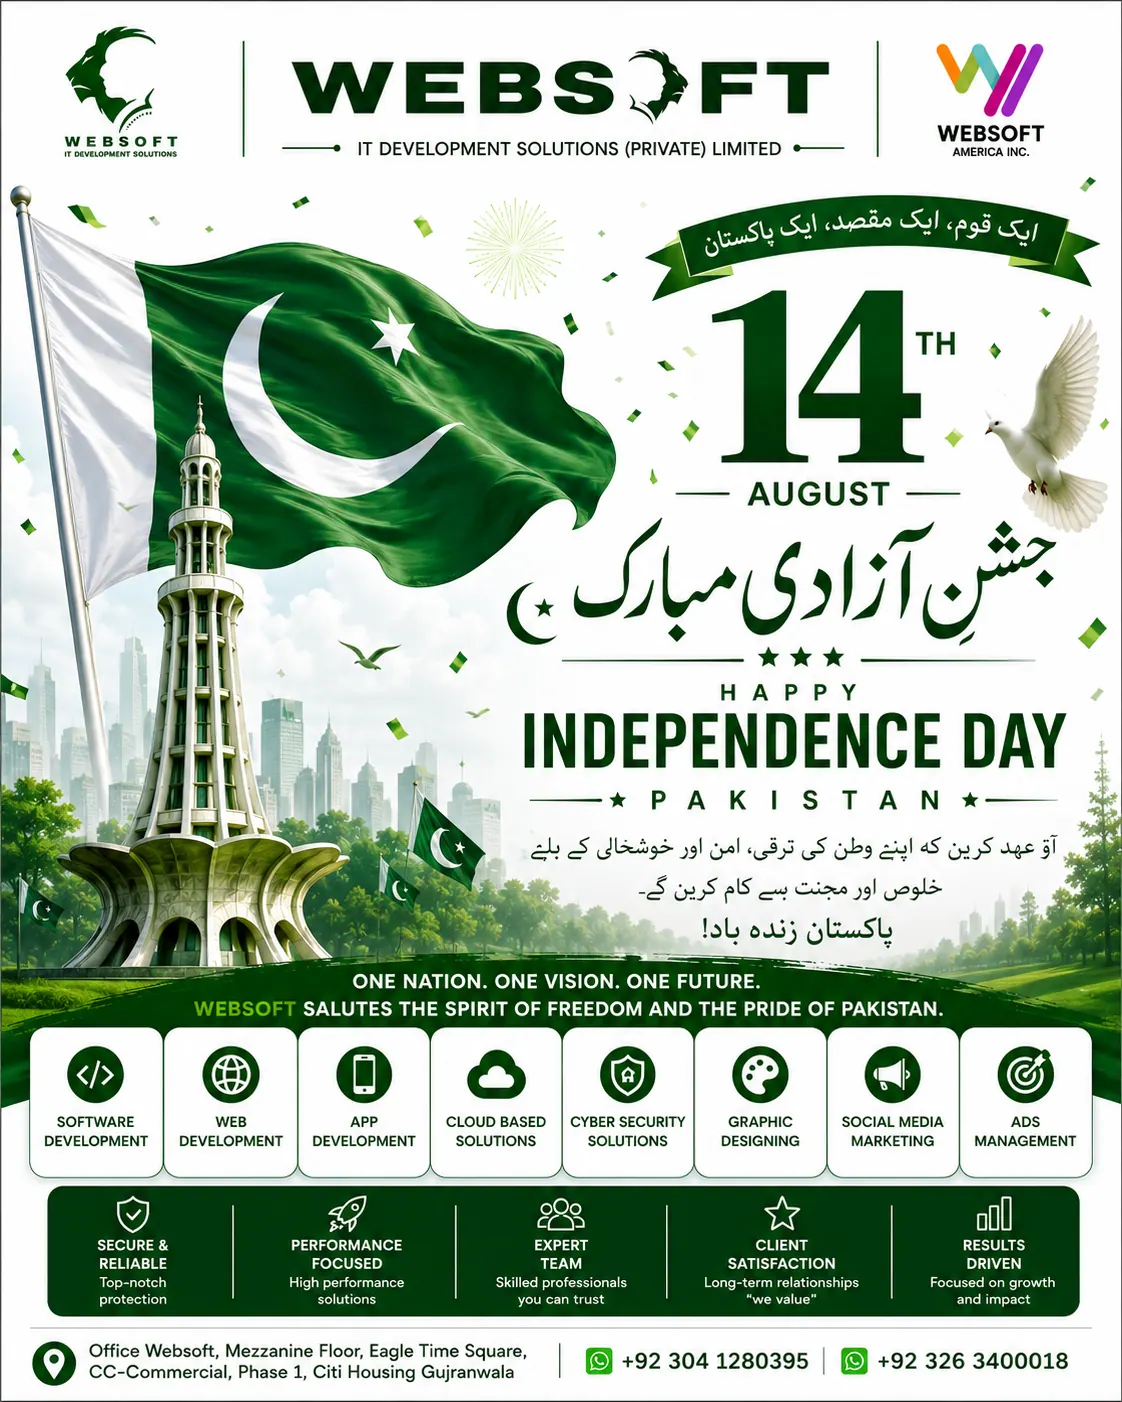 WEBSOFT
IT DEVELOPMENT SOLUTIONS
WEBSOFT
IT DEVELOPMENT SOLUTIONS (PRIVATE) LIMITED
WEBSOFT
AMERICA INC.
ایک قوم، ایک مقصد، ایک پاکستان
14TH
AUGUST
جشنِ آزادی مبارک
HAPPY
INDEPENDENCE DAY
PAKISTAN
آؤ عہد کرین کہ اپنے وطن کی ترقی، امن اور خوشخالی کے
خلوص اور مجنت سے کام کرین گے۔
پاکستان زندہ باد!
ONE NATION. ONE VISION. ONE FUTURE.
WEBSOFT SALUTES THE SPIRIT OF FREEDOM AND THE PRIDE OF PAKISTAN.
SOFTWARE
DEVELOPMENT
WEB
DEVELOPMENT
APP
DEVELOPMENT
CLOUD BASED
SOLUTIONS
CYBER SECURITY
SOLUTIONS
GRAPHIC
DESIGNING
SOCIAL MEDIA
MARKETING
ADS
MANAGEMENT
SECURE &
RELIABLE
Top-notch
protection
PERFORMANCE
FOCUSED
High performance
solutions
EXPERT
TEAM
Skilled professionals
you can trust
CLIENT
SATISFACTION
Long-term relationships
"we value"
RESULTS
DRIVEN
Focused on growth
and impact
Office Websoft, Mezzanine Floor, Eagle Time Square,
CC-Commercial, Phase 1, Citi Housing Gujranwala
+92 304 1280395
+92 326 3400018